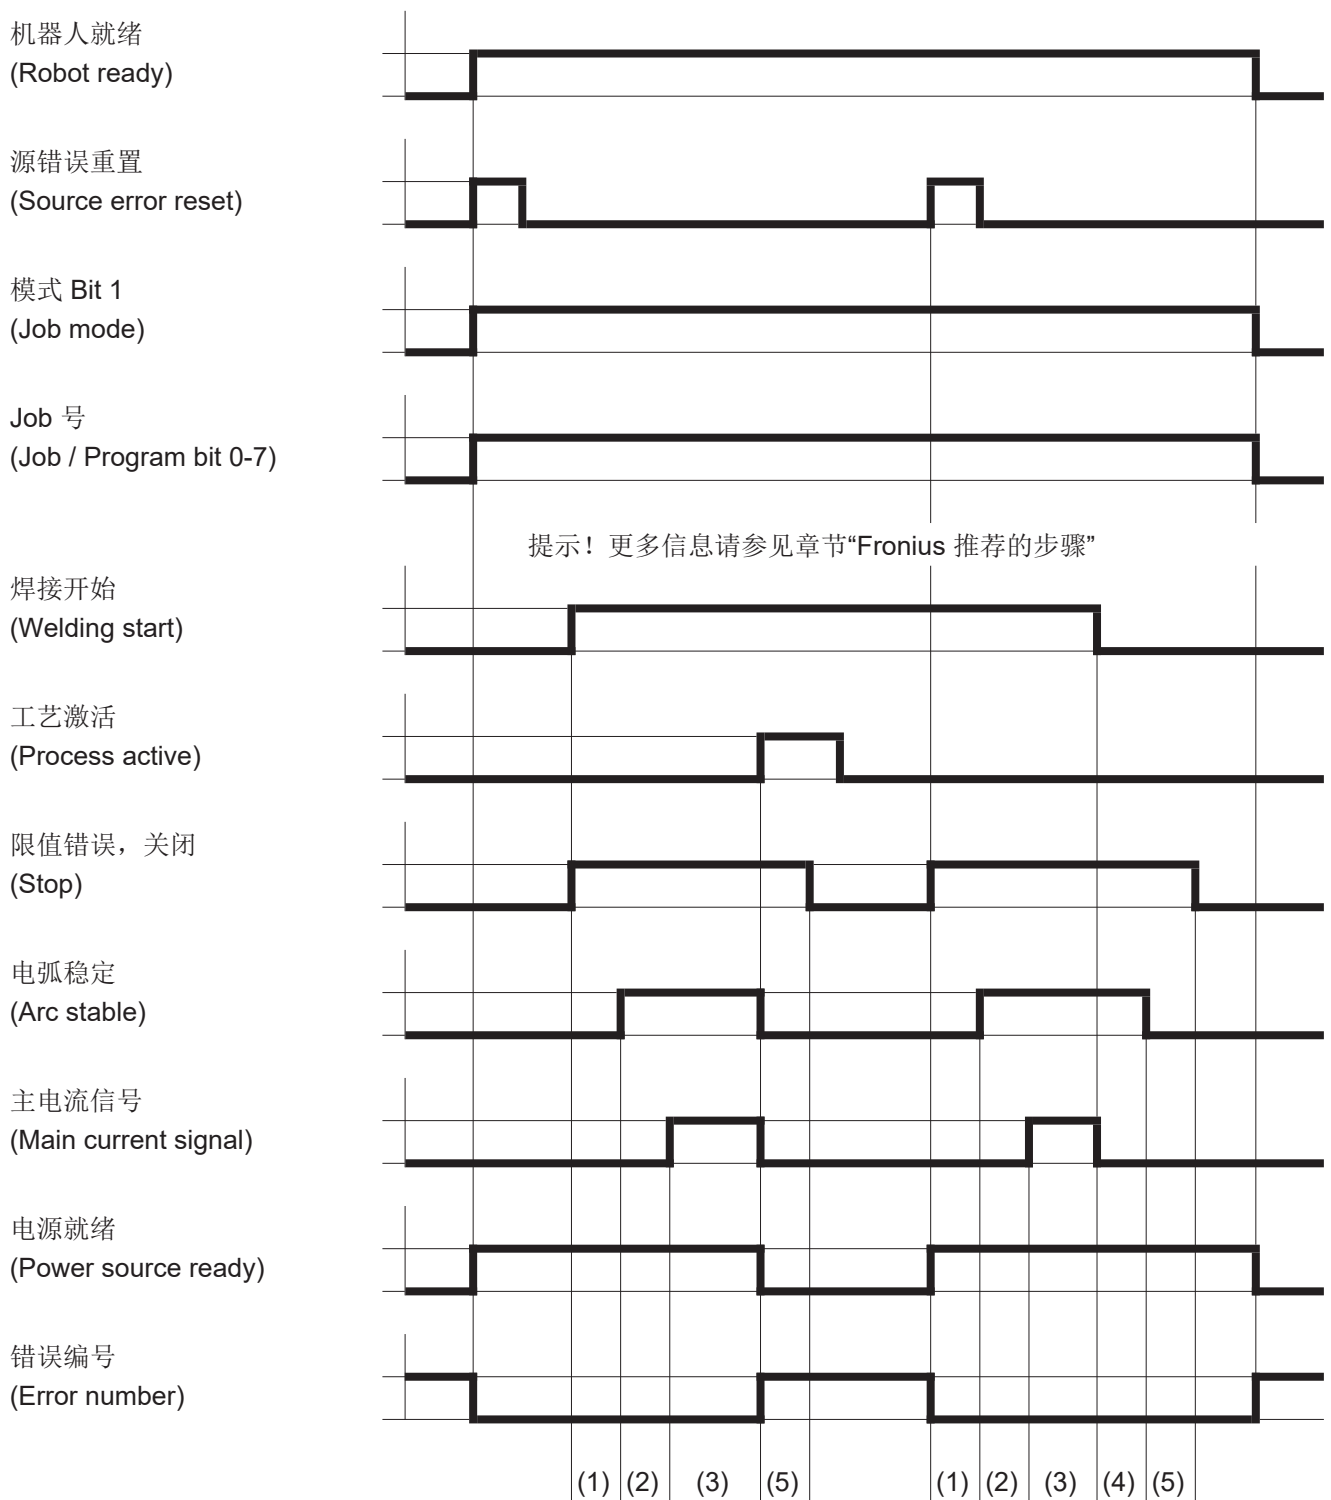 机器人就绪
(Robot ready)
源错误重置
(Source error reset)
模式 Bit 1
(Job mode)
Job 号
(Job / Program bit 0-7)
提示！更多信息请参见章节“Fronius 推荐的步骤”
焊接开始
(Welding start)
工艺激活
(Process active)
限值错误，关闭
(Stop)
电弧稳定
(Arc stable)
主电流信号
(Main current signal)
电源就绪
(Power source ready)
错误编号
(Error number)
(1) (2) (3) (5) (1) (2) (3) (4) (5)